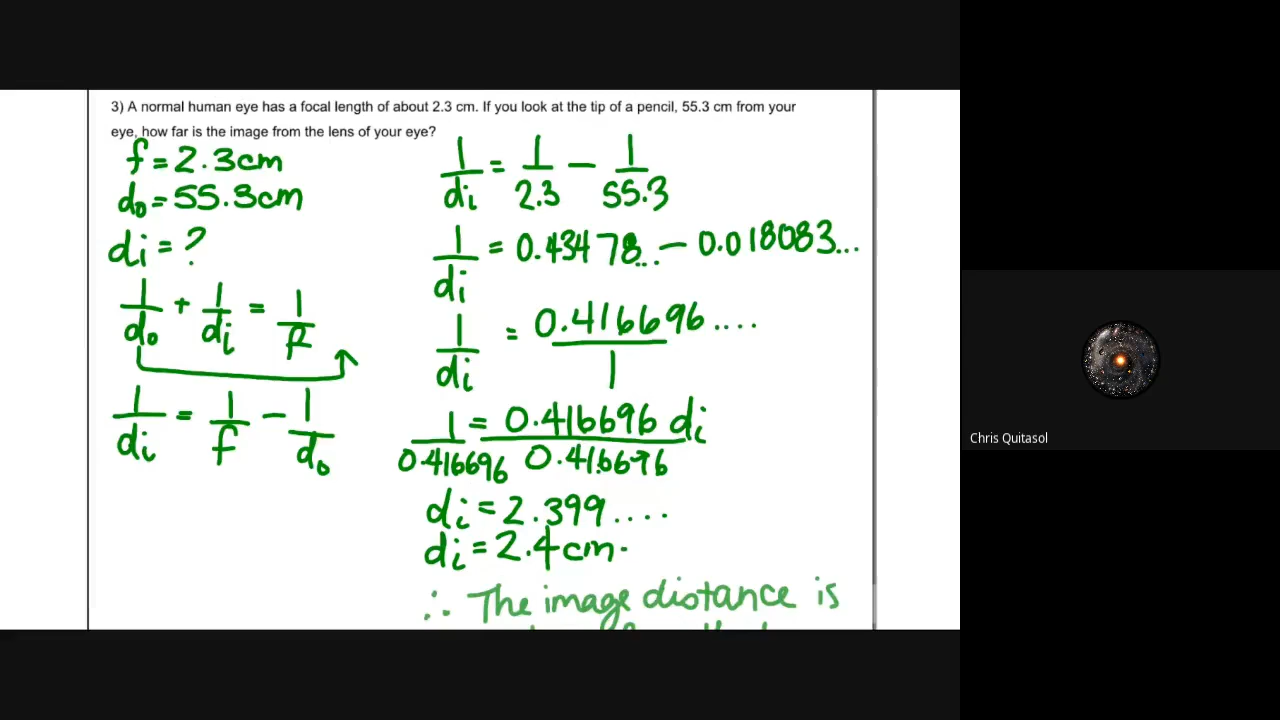 3) A normal human eye has a focal length of about 2.3 cm. If you look at the tip of a pencil, 55.3 cm from your
eye, how far is the image from the lens of your eye?
f = 2.3cm
do = 55.3cm
di = ?
1/do + 1/di = 1/f
1/di = 1/f - 1/do
1/di = 1/2.3 - 1/55.3
1/di = 0.43478... - 0.018083...
1/di = 0.416696..../1
1/0.416696 = 0.416696 di/0.416696
di = 2.399....
di = 2.4cm.
∴ The image distance is
Chris Quitasol